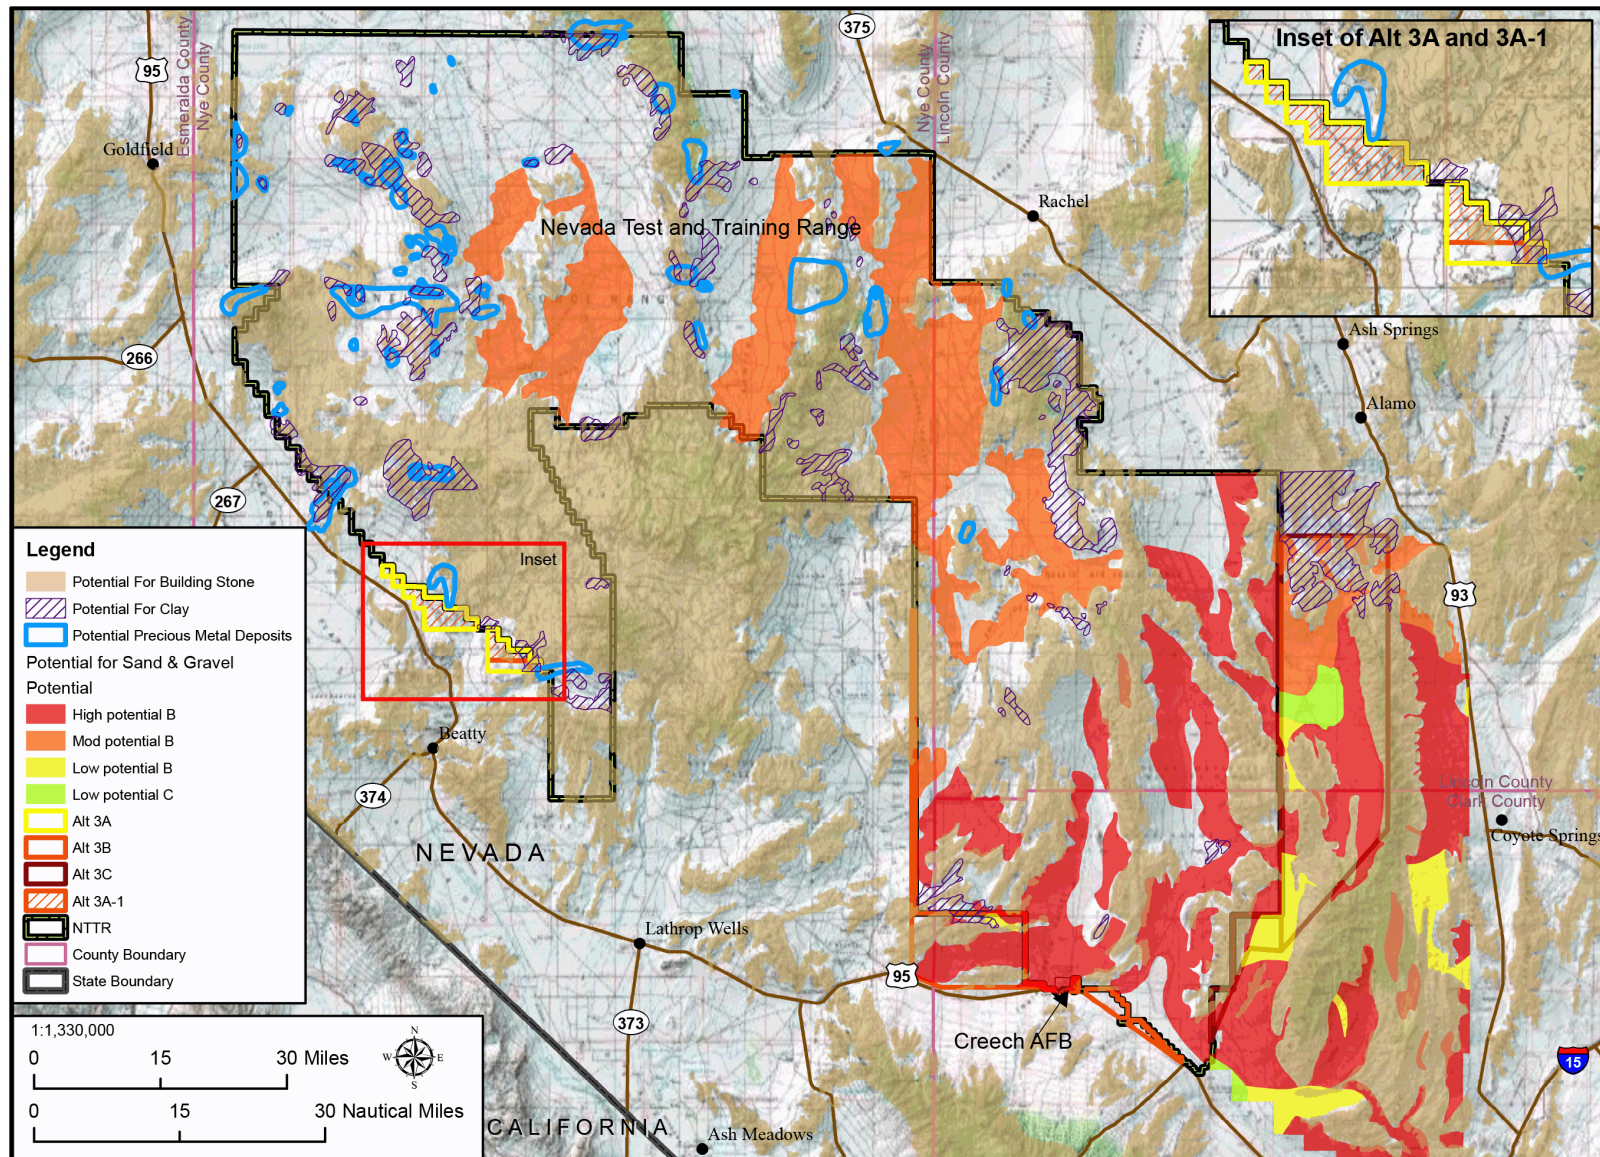 Inset of Alt 3A and 3A-1
375
95
Esmeralda County
Nye County
Nye County
Lincoln County
Goldfield
Rachel
Nevada Test and Training Range
Ash Springs
266
Alamo
267
Inset
93
Legend
Potential For Building Stone
Potential For Clay
Potential Precious Metal Deposits
Potential for Sand & Gravel
Potential
High potential B
Mod potential B
Low potential B
Low potential C
Alt 3A
Alt 3B
Alt 3C
Alt 3A-1
NTTR
County Boundary
State Boundary
Beatty
374
Lincoln County
Clark County
Coyote Springs
NEVADA
Lathrop Wells
95
373
Creech AFB
15
1:1,330,000
0 15 30 Miles
0 15 30 Nautical Miles
N
W E
S
CALIFORNIA
Ash Meadows